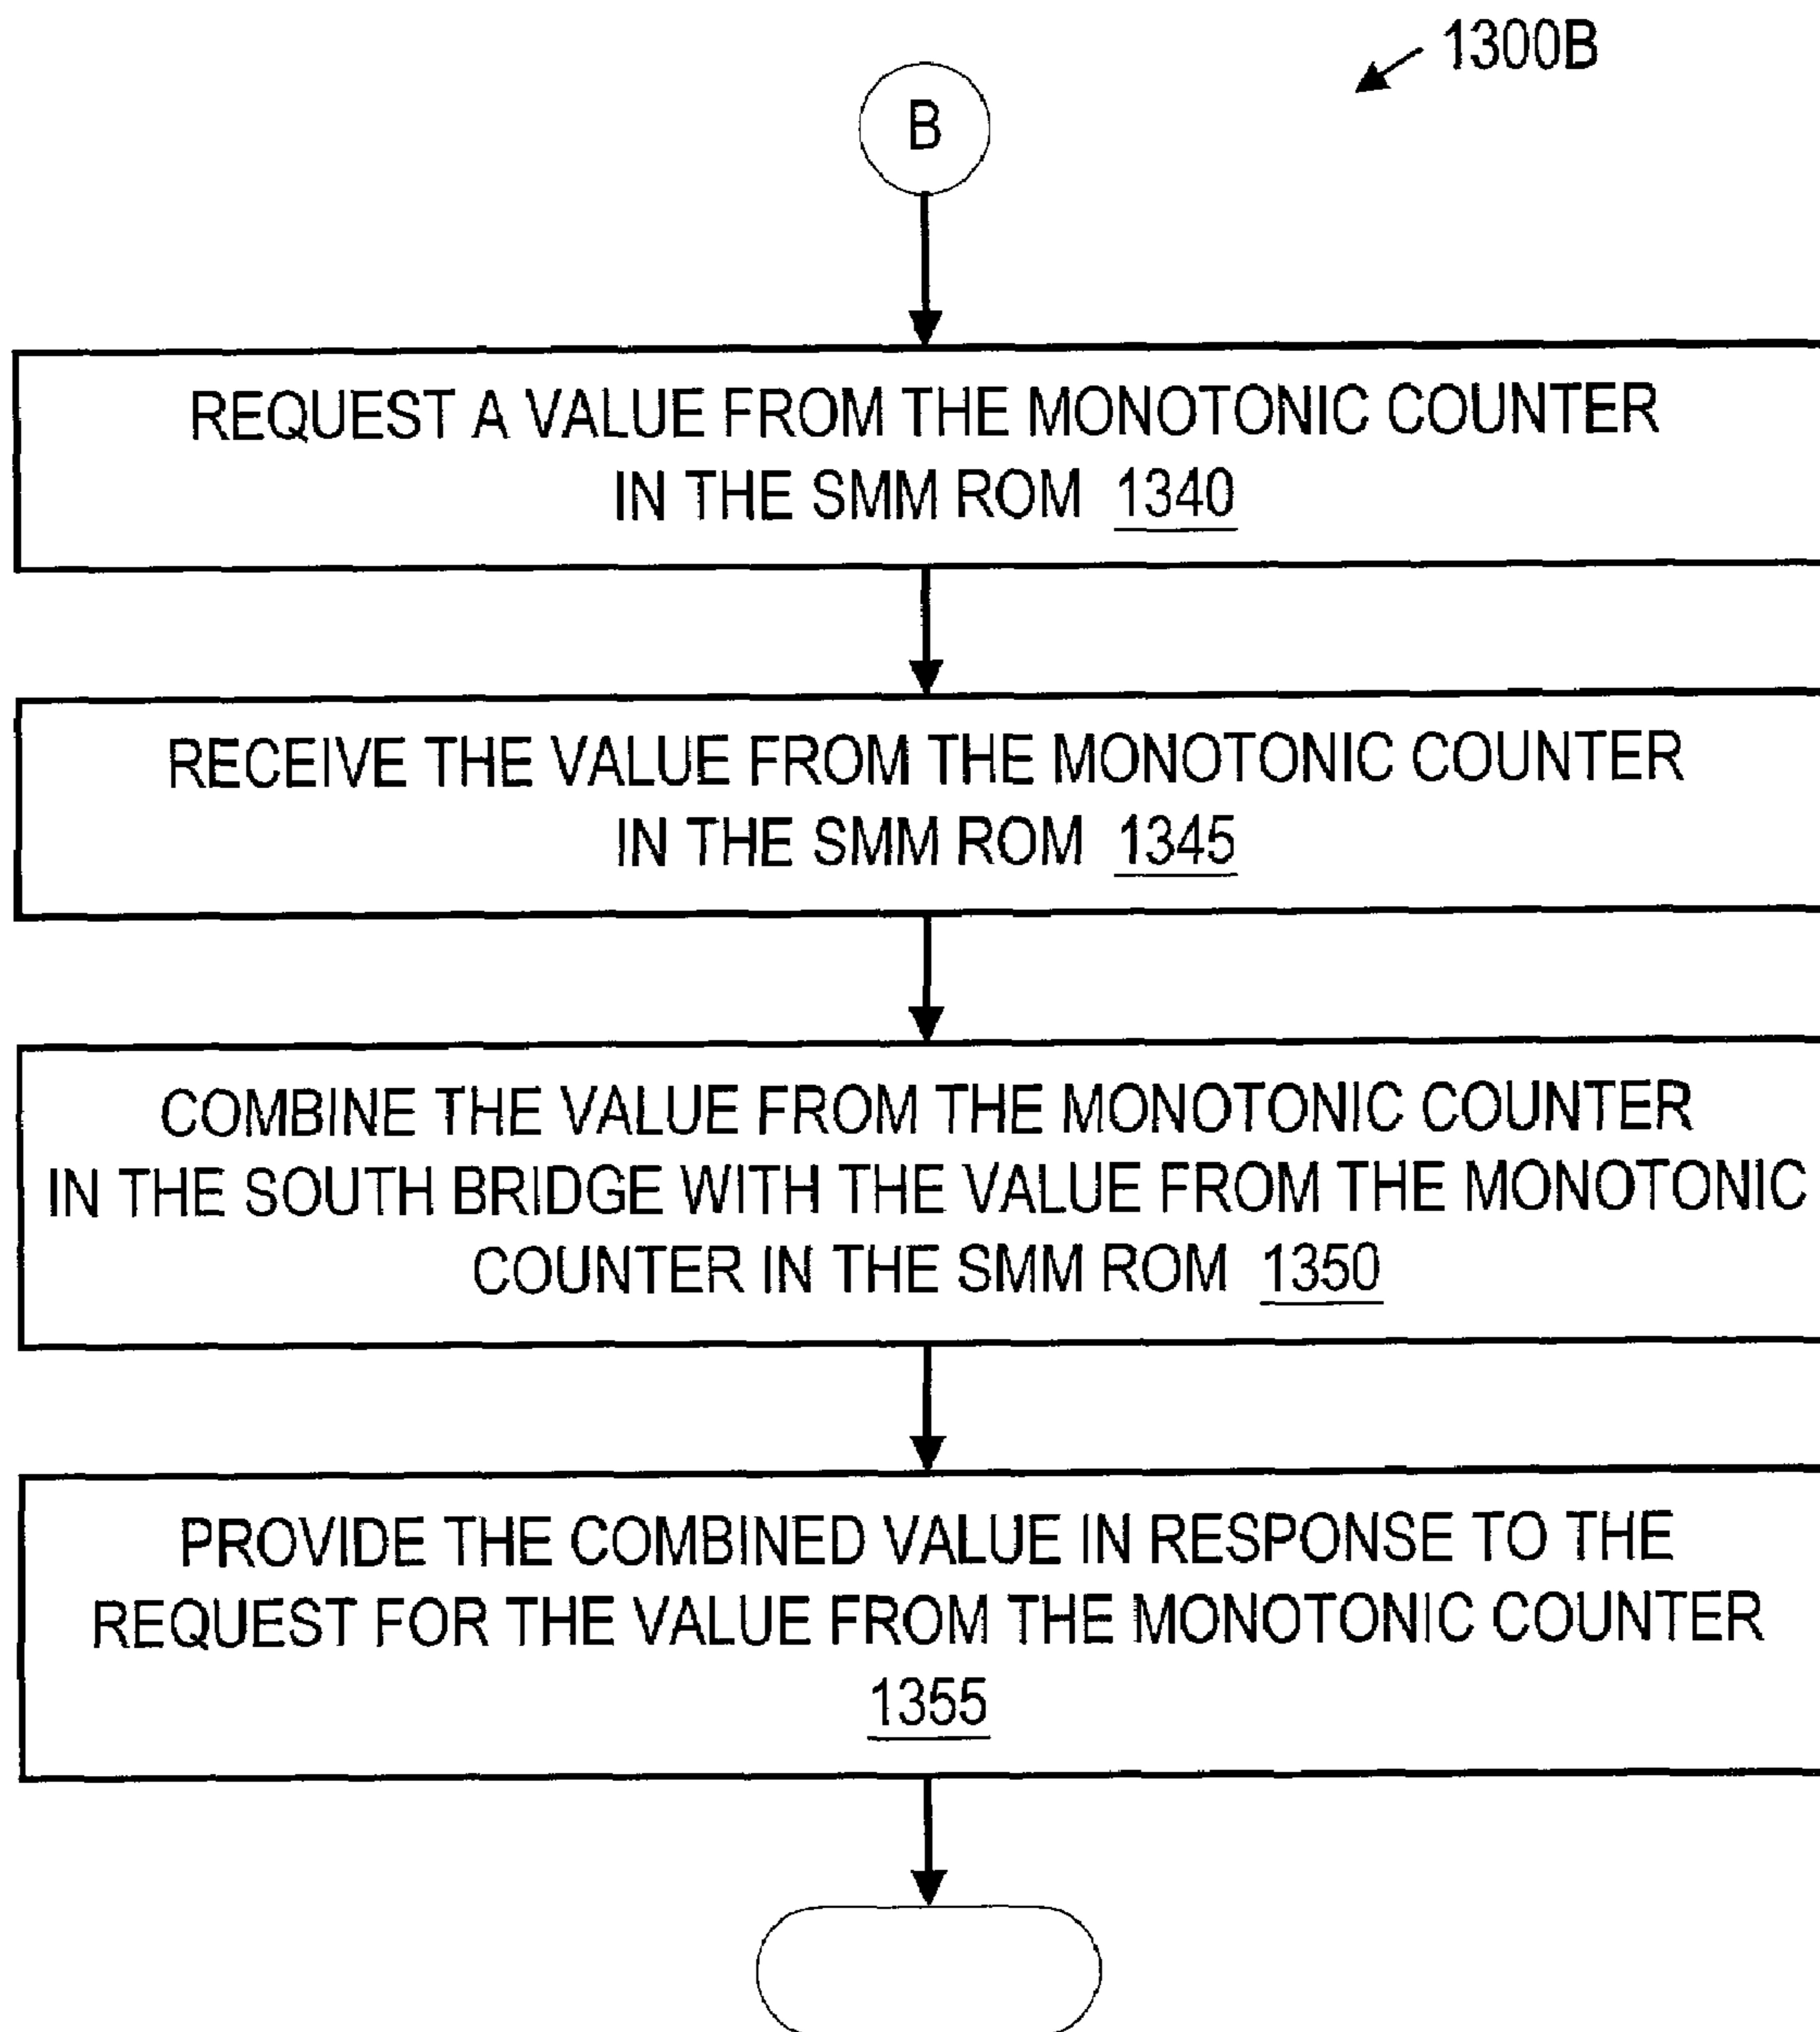 1300B
B
REQUEST A VALUE FROM THE MONOTONIC COUNTER
IN THE SMM ROM 1340
RECEIVE THE VALUE FROM THE MONOTONIC COUNTER
IN THE SMM ROM 1345
COMBINE THE VALUE FROM THE MONOTONIC COUNTER
IN THE SOUTH BRIDGE WITH THE VALUE FROM THE MONOTONIC
COUNTER IN THE SMM ROM 1350
PROVIDE THE COMBINED VALUE IN RESPONSE TO THE
REQUEST FOR THE VALUE FROM THE MONOTONIC COUNTER
1355